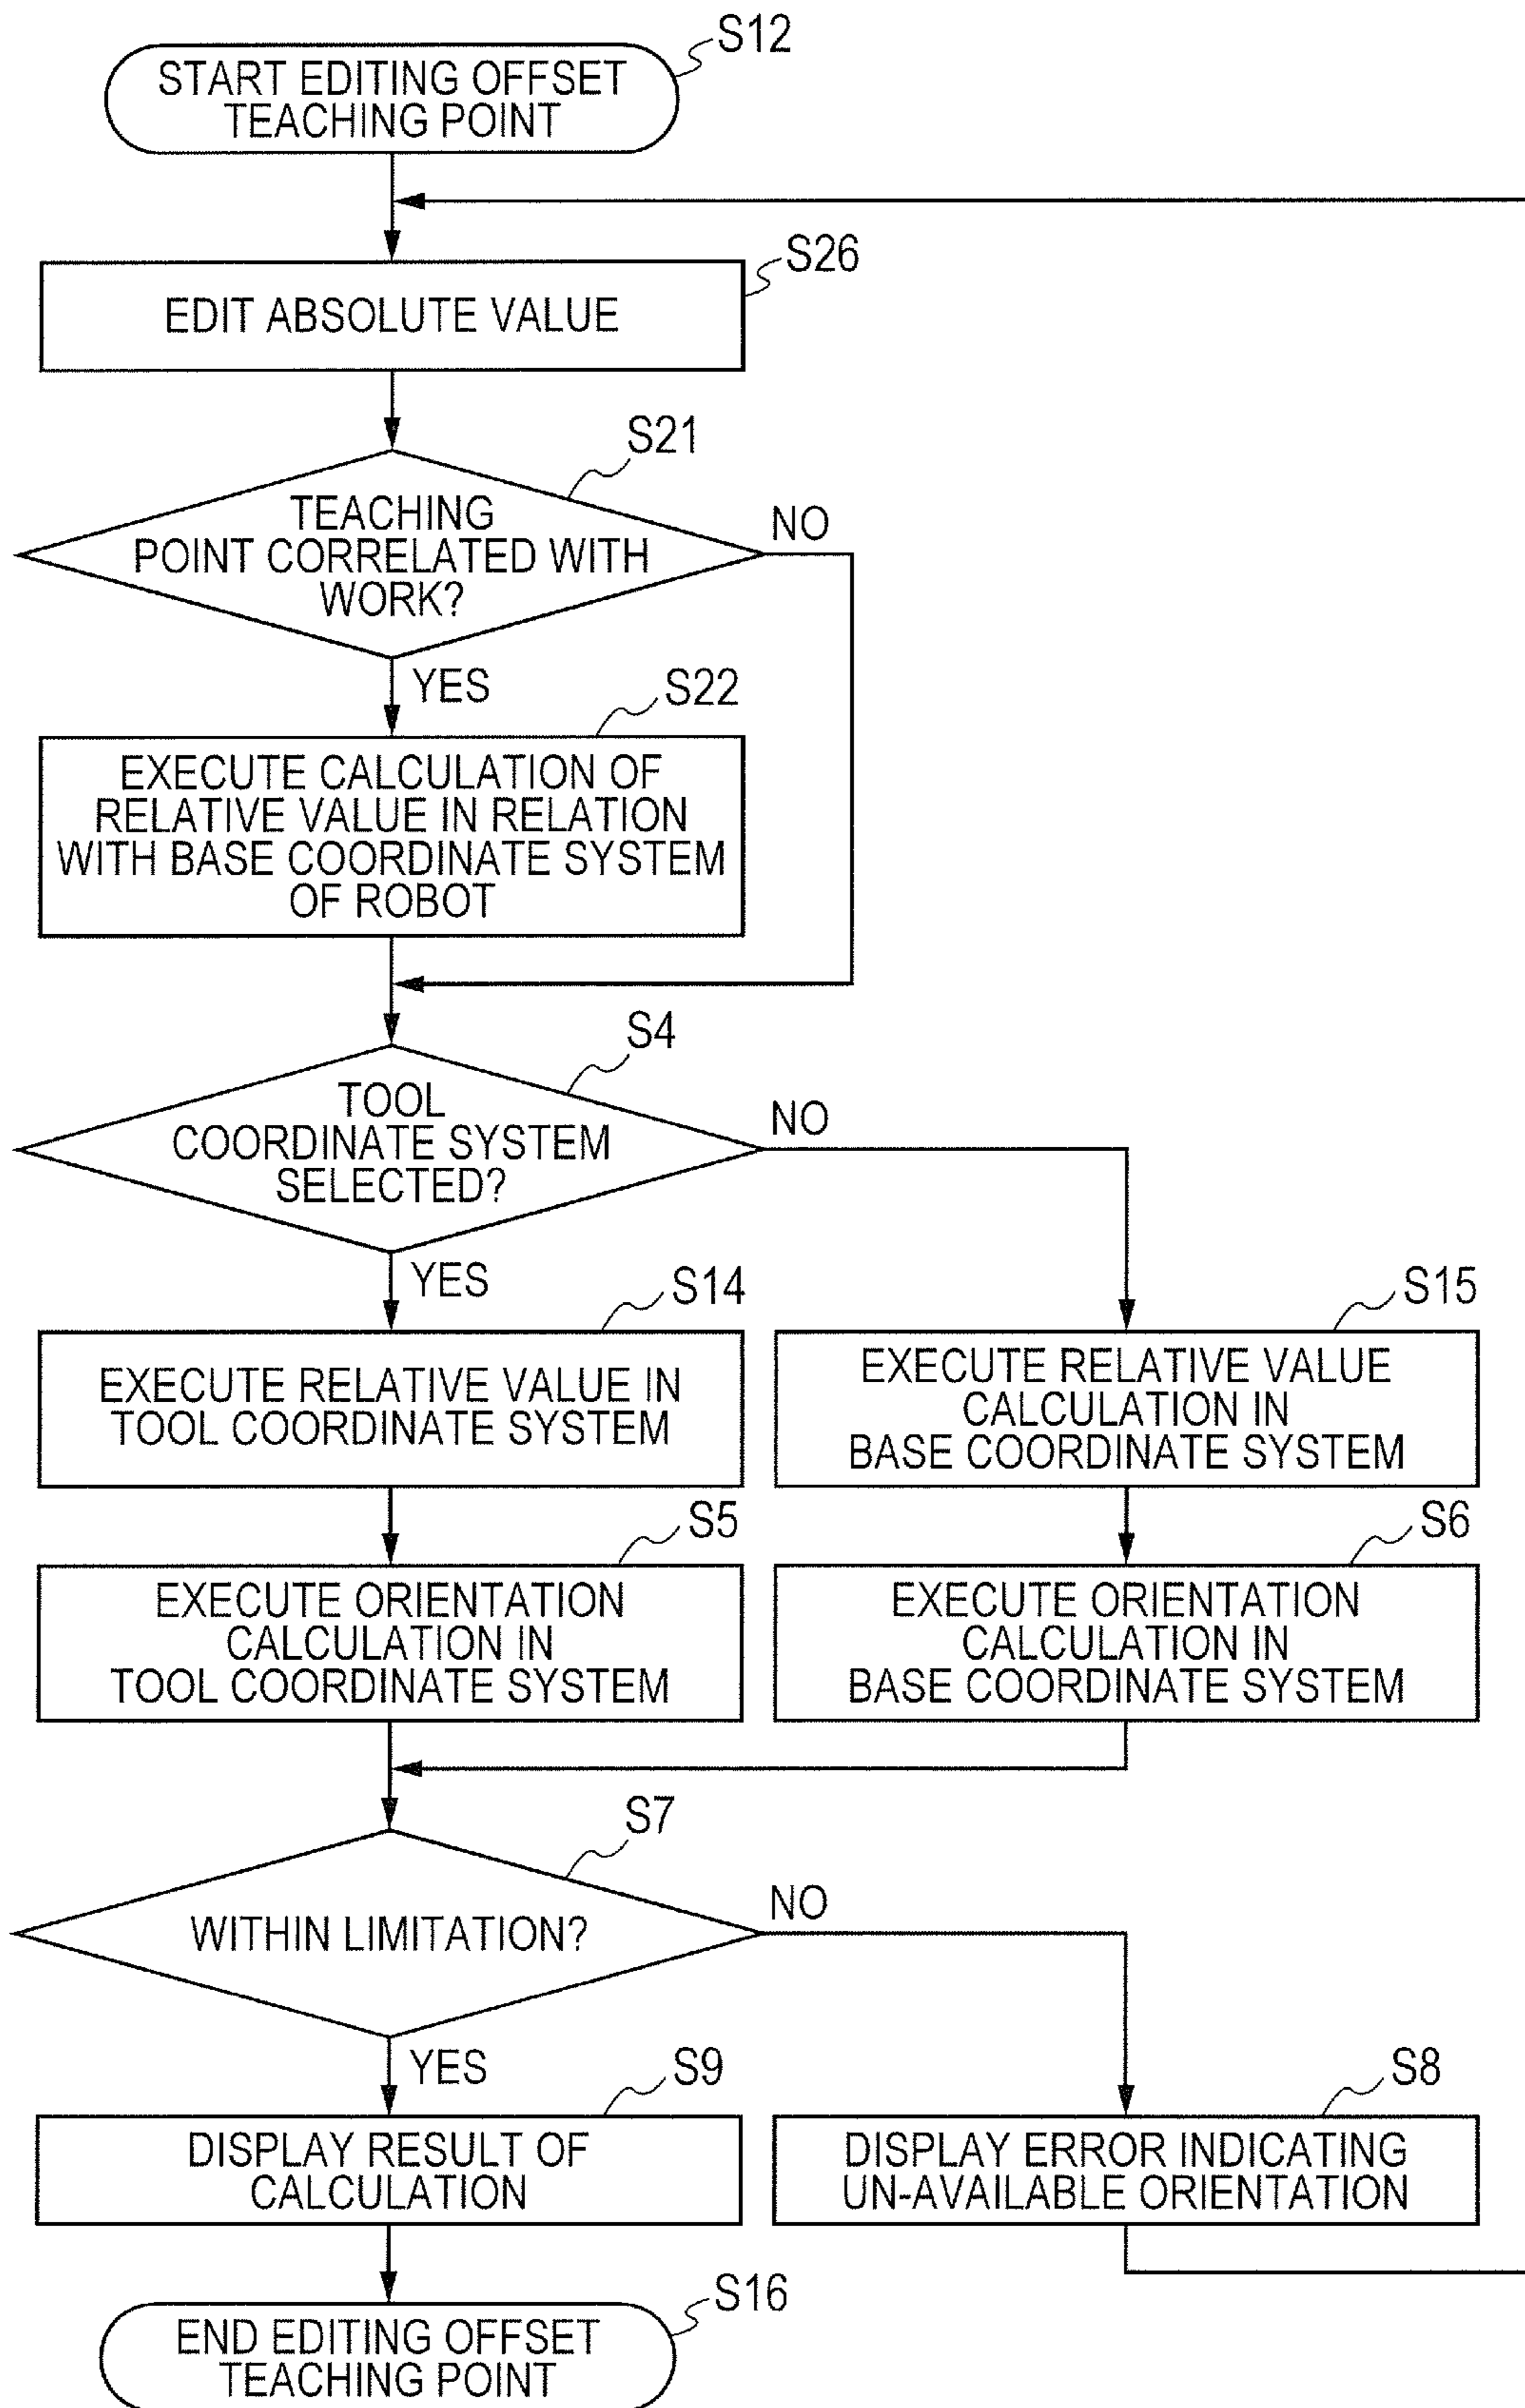 S12
START EDITING OFFSET
TEACHING POINT
S26
EDIT ABSOLUTE VALUE
S21
TEACHING
POINT CORRELATED WITH
WORK?
NO
YES
S22
EXECUTE CALCULATION OF
RELATIVE VALUE IN RELATION
WITH BASE COORDINATE SYSTEM
OF ROBOT
S4
TOOL
COORDINATE SYSTEM
SELECTED?
NO
YES
S14
EXECUTE RELATIVE VALUE IN
TOOL COORDINATE SYSTEM
S15
EXECUTE RELATIVE VALUE
CALCULATION IN
BASE COORDINATE SYSTEM
S5
EXECUTE ORIENTATION
CALCULATION IN
TOOL COORDINATE SYSTEM
S6
EXECUTE ORIENTATION
CALCULATION IN
BASE COORDINATE SYSTEM
S7
WITHIN LIMITATION?
NO
YES
S9
DISPLAY RESULT OF
CALCULATION
S8
DISPLAY ERROR INDICATING
UN-AVAILABLE ORIENTATION
S16
END EDITING OFFSET
TEACHING POINT